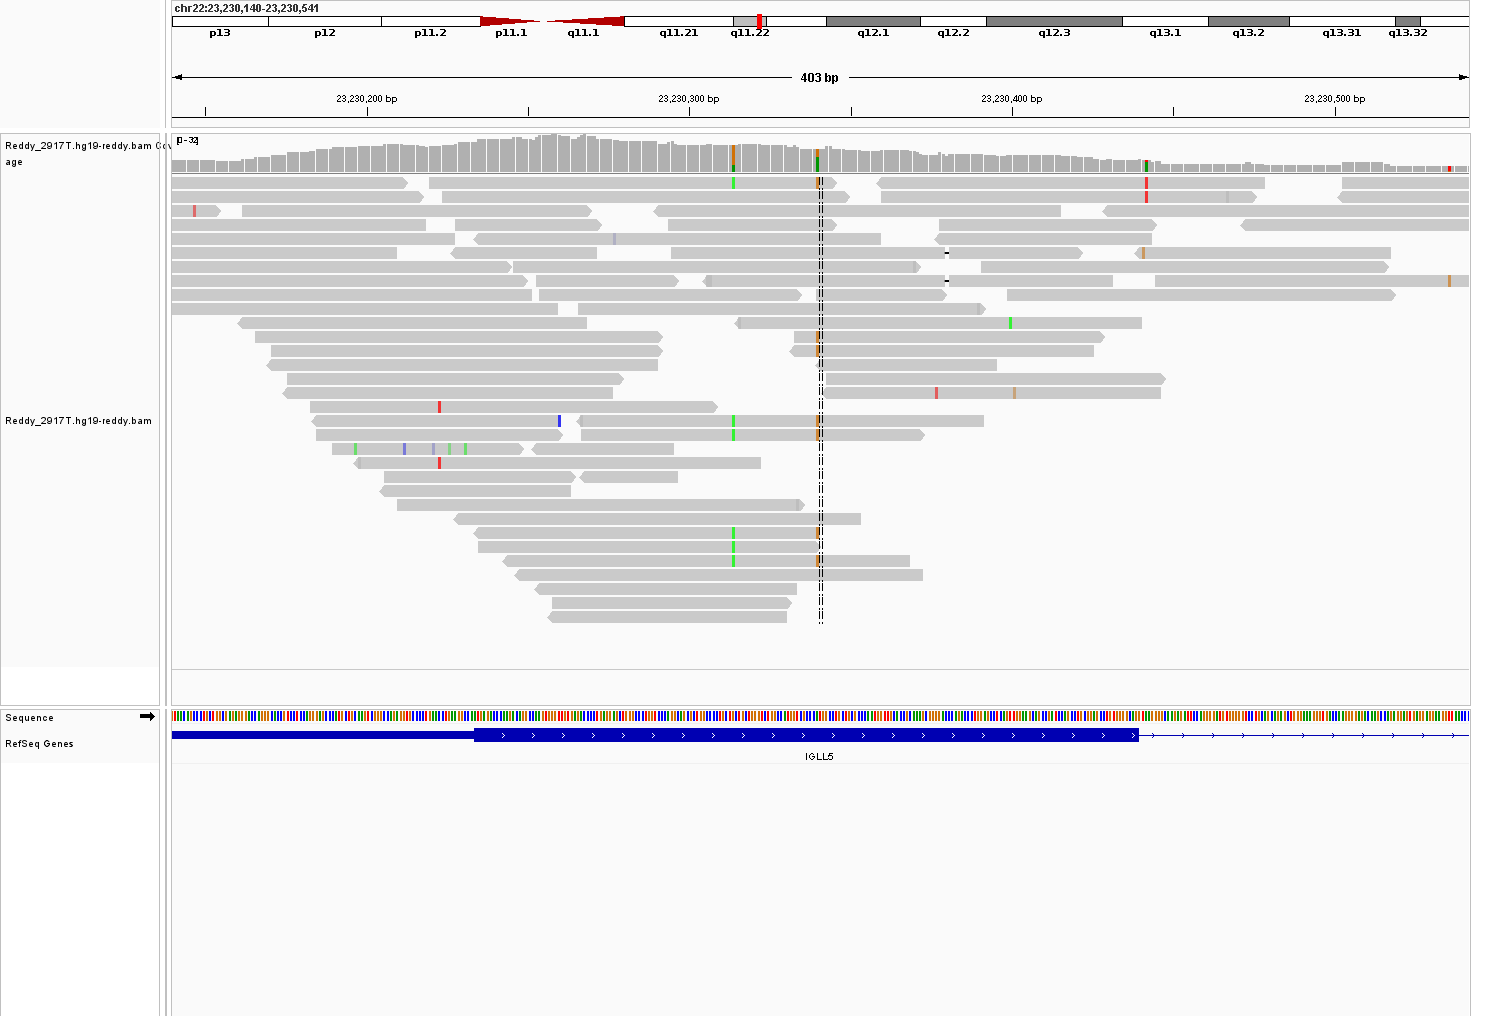 chr22:23,230,140-23,230,541
p13 p12 p11.2 p11.1 q11.1 q11.21 q11.22 q12.1 q12.2 q12.3 q13.1 q13.2 q13.31 q13.32
403 bp
23,230,200 bp 23,230,300 bp 23,230,400 bp 23,230,500 bp
[0-32]
Reddy_2917T.hg19-reddy.bam Cov
age
Reddy_2917T.hg19-reddy.bam
Sequence
RefSeq Genes
IGLL5